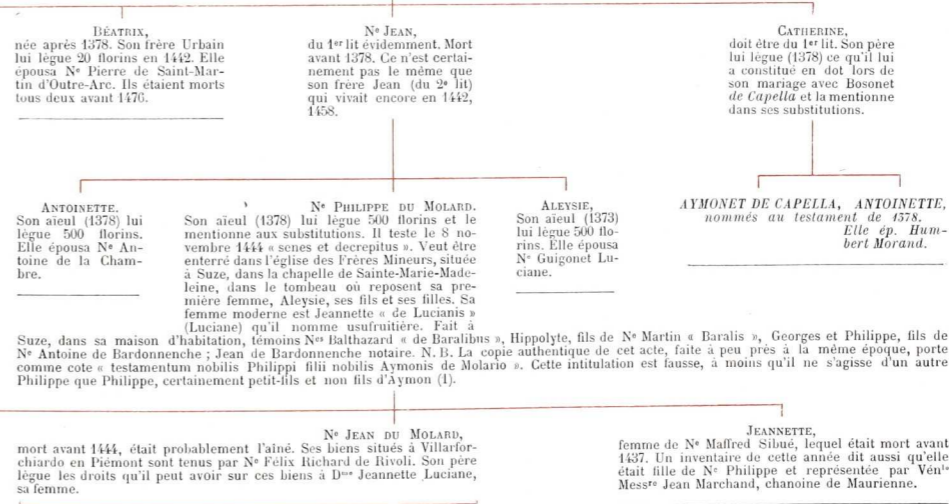 BÉATRIX,
née après 1378. Son frère Urbain
lui lègue 20 florins en 1442. Elle
épousa Ne Pierre de Saint-Mar-
tin d'Outre-Arc. Ils étaient morts
tous deux avant 1476.
Ne JEAN,
du 1er lit évidemment. Mort
avant 1378. Ce n'est certai-
nement pas le même que
son frère Jean (du 2e lit)
qui vivait encore en 1442,
1458.
CATHERINE,
doit être du 1er lit. Son père
lui lègue (1378) ce qu'il lui
a constitué en dot lors de
son mariage avec Bosonet
de Capella et la mentionne
dans ses substitutions.
ANTOINETTE.
Son aïeul (1378) lui
lègue 500 florins.
Elle épousa Ne An-
toine de la Cham-
bre.
Ne PHILIPPE DU MOLARD.
Son aïeul (1378) lui lègue 500 florins et le
mentionne aux substitutions. Il teste le 8 no-
vembre 1444 « senes et decrepitus ». Veut être
enterré dans l'église des Frères Mineurs, située
à Suze, dans la chapelle de Sainte-Marie-Made-
leine, dans le tombeau où reposent sa pre-
mière femme, Aleysie, ses fils et ses filles. Sa
femme moderne est Jeannette « de Lucianis »
(Luciane) qu'il nomme usufruitière. Fait à
Suze, dans sa maison d'habitation, témoins Nes Balthazard « de Baralibus », Hippolyte, fils de Ne Martin « Baralis », Georges et Philippe, fils de
Ne Antoine de Bardonnenche ; Jean de Bardonnenche notaire. N. B. La copie authentique de cet acte, faite à peu près à la même époque, porte
comme cote « testamentum nobilis Philippi filii nobilis Aymonis de Molario ». Cette intitulation est fausse, à moins qu'il ne s'agisse d'un autre
Philippe que Philippe, certainement petit-fils et non fils d'Aymon (1).
ALEYSIE,
Son aïeul (1373)
lui lègue 500 flo-
rins. Elle épousa
Ne Guigonet Lu-
ciane.
AYMONET DE CAPELLA, ANTOINETTE,
nommés au testament de 1378.
Elle ép. Hum-
bert Morand.
Ne JEAN DU MOLARD,
mort avant 1444, était probablement l'aîné. Ses biens situés à Villarfor-
chiardo en Piémont sont tenus par Ne Félix Richard de Rivoli. Son père
lègue les droits qu'il peut avoir sur ces biens à Dme Jeannette Luciane,
sa femme.
JEANNETTE,
femme de Ne Maffred Sibué, lequel était mort avant
1437. Un inventaire de cette année dit aussi qu'elle
était fille de Ne Philippe et représentée par Vénle
Messre Jean Marchand, chanoine de Maurienne.